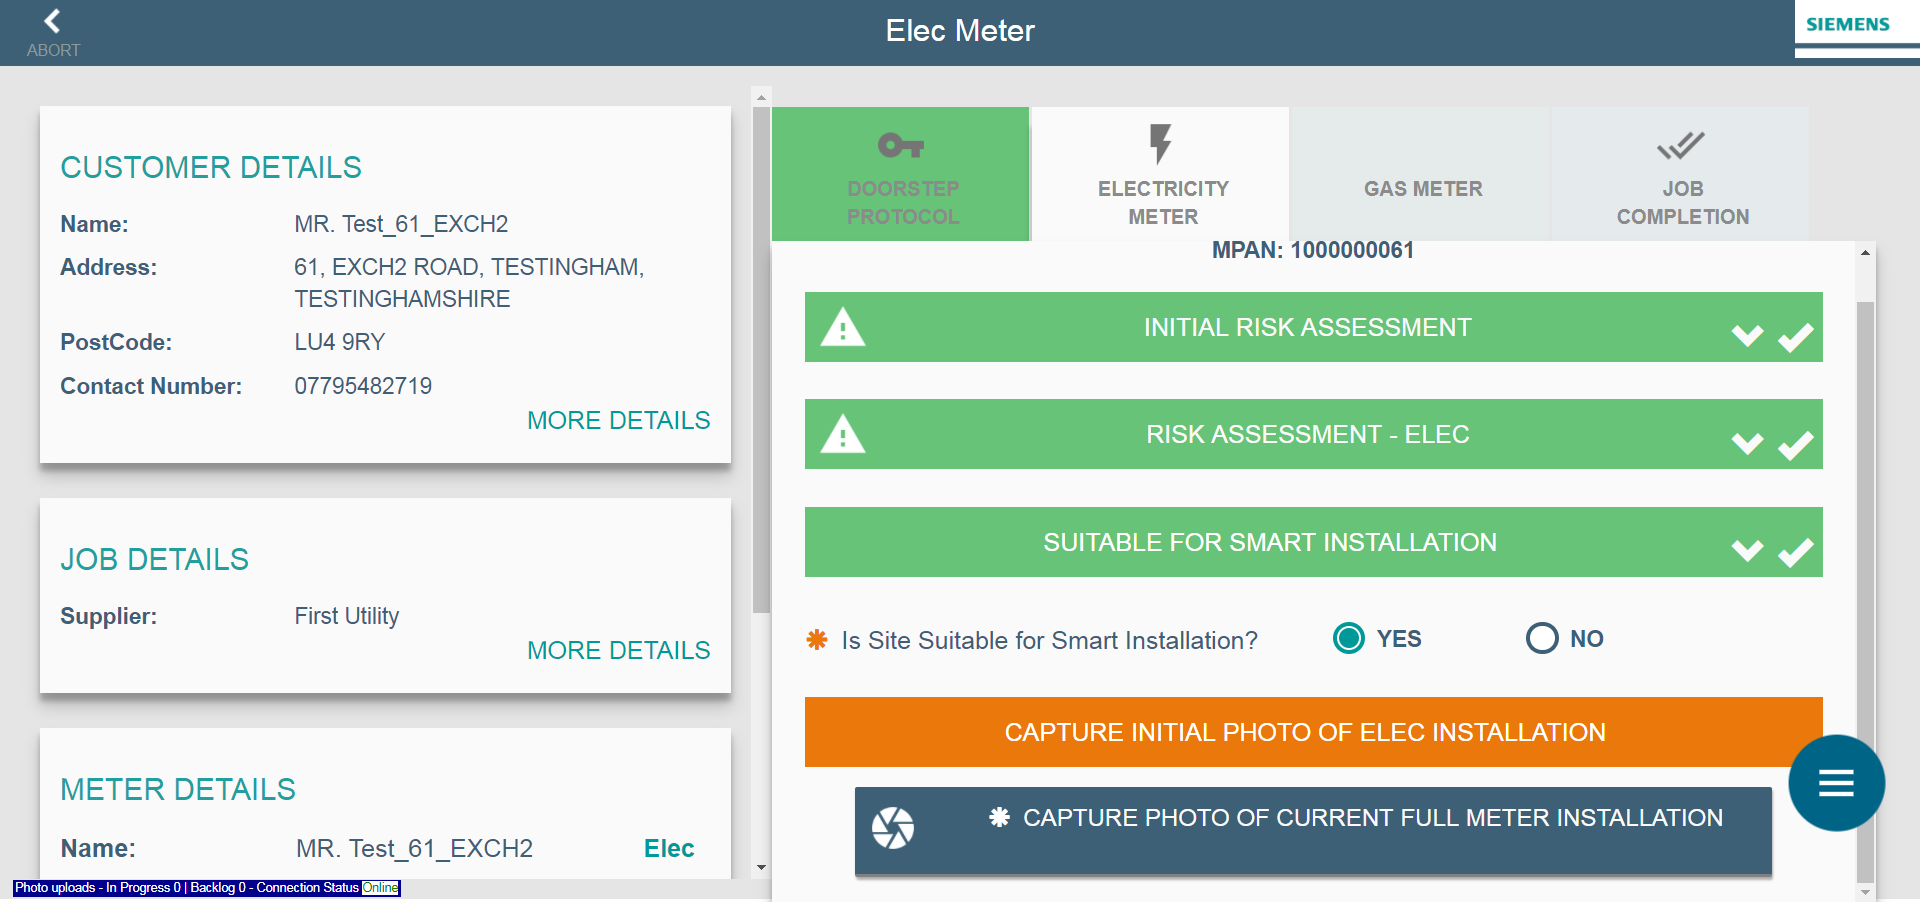 ABORT
Elec Meter
SIEMENS
CUSTOMER DETAILS
Name: MR. Test_61_EXCH2
Address: 61, EXCH2 ROAD, TESTINGHAM,
TESTINGHAMSHIRE
PostCode: LU4 9RY
Contact Number: 07795482719
MORE DETAILS
JOB DETAILS
Supplier: First Utility
MORE DETAILS
METER DETAILS
Name: MR. Test_61_EXCH2 Elec
Photo uploads - In Progress 0 | Backlog 0 - Connection Status Online
DOORSTEP
PROTOCOL
ELECTRICITY
METER
GAS METER
JOB
COMPLETION
MPAN: 1000000061
INITIAL RISK ASSESSMENT
RISK ASSESSMENT - ELEC
SUITABLE FOR SMART INSTALLATION
✱ Is Site Suitable for Smart Installation? YES NO
CAPTURE INITIAL PHOTO OF ELEC INSTALLATION
✱ CAPTURE PHOTO OF CURRENT FULL METER INSTALLATION